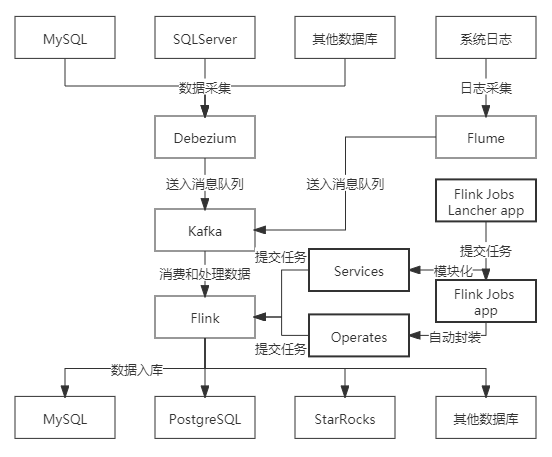 MySQL
SQLServer
其他数据库
系统日志
数据采集
日志采集
Debezium
Flume
送入消息队列
送入消息队列
Flink Jobs
Lancher app
Kafka
提交任务
提交任务
消费和处理数据
Services
模块化
Flink Jobs
app
Flink
Operates
自动封装
提交任务
数据入库
MySQL
PostgreSQL
StarRocks
其他数据库